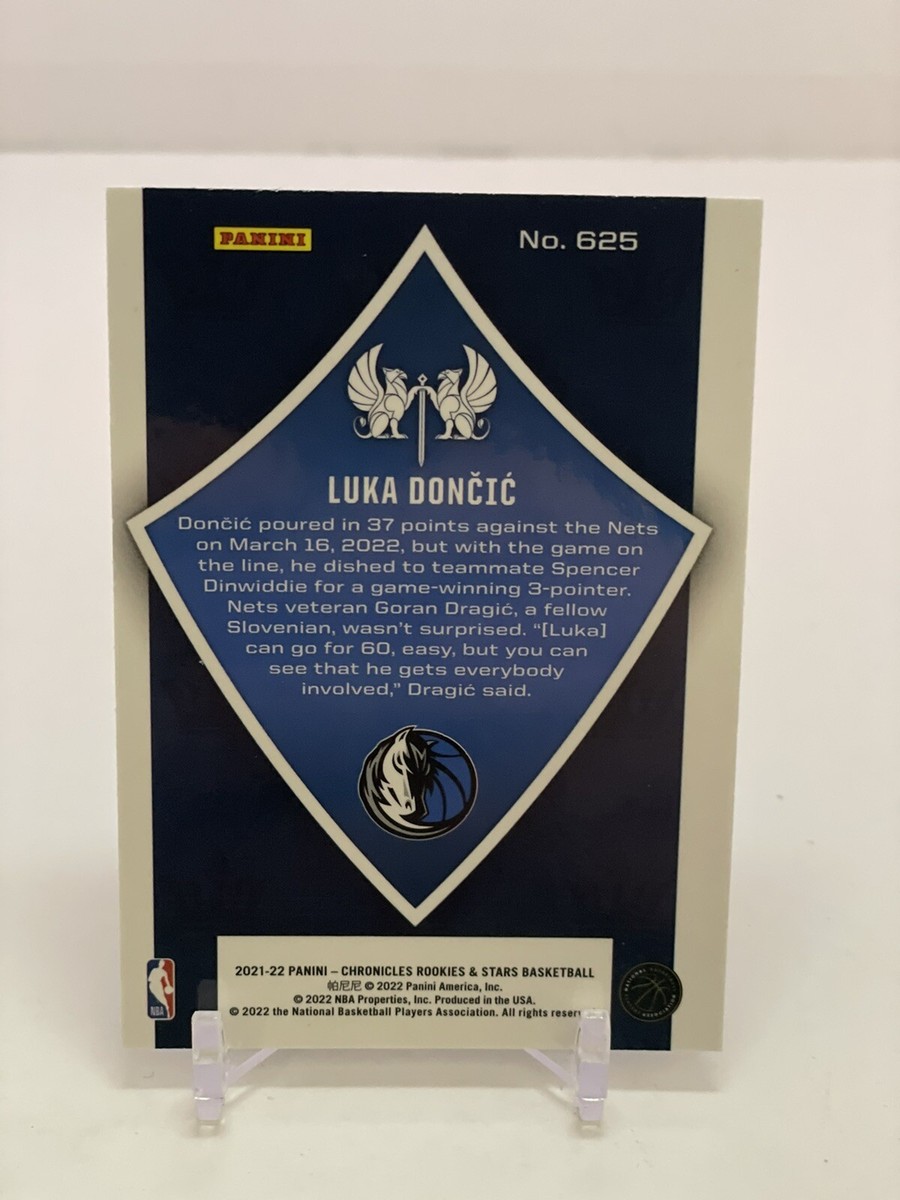 PANINI
No. 625
LUKA DONČIĆ
Dončić poured in 37 points against the Nets
on March 16, 2022, but with the game on
the line, he dished to teammate Spencer
Dinwiddie for a game-winning 3-pointer.
Nets veteran Goran Dragić, a fellow
Slovenian, wasn't surprised. “[Luka]
can go for 60, easy, but you can
see that he gets everybody
involved,” Dragić said.
2021-22 PANINI – CHRONICLES ROOKIES & STARS BASKETBALL
帕尼尼 © 2022 Panini America, Inc.
© 2022 NBA Properties, Inc. Produced in the USA.
© 2022 the National Basketball Players Association. All rights
NBA